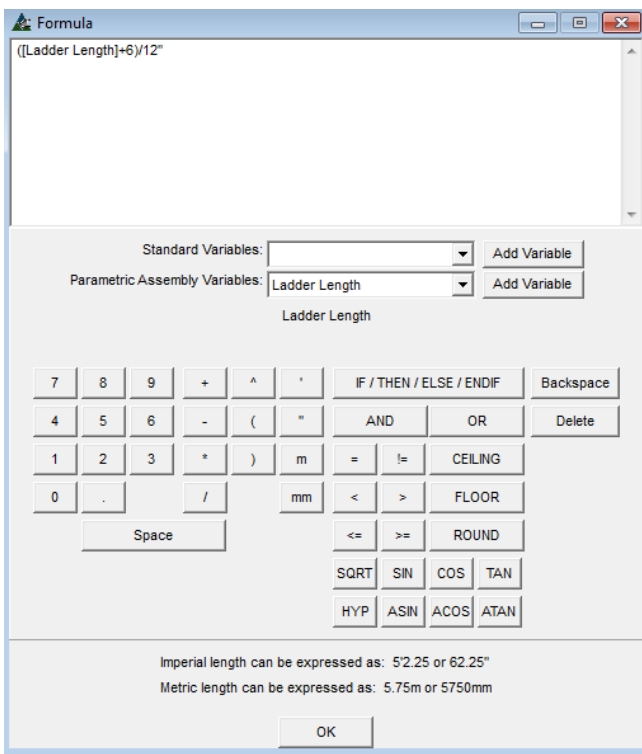 Formula
([Ladder Length]+6)/12"
Standard Variables:
Add Variable
Parametric Assembly Variables: Ladder Length
Add Variable
Ladder Length
7 8 9 + ^ ' IF / THEN / ELSE / ENDIF Backspace
4 5 6 - ( " AND OR Delete
1 2 3 * ) m = != CEILING
0 . / mm < > FLOOR
Space <= >= ROUND
SQRT SIN COS TAN
HYP ASIN ACOS ATAN
Imperial length can be expressed as: 5'2.25 or 62.25"
Metric length can be expressed as: 5.75m or 5750mm
OK